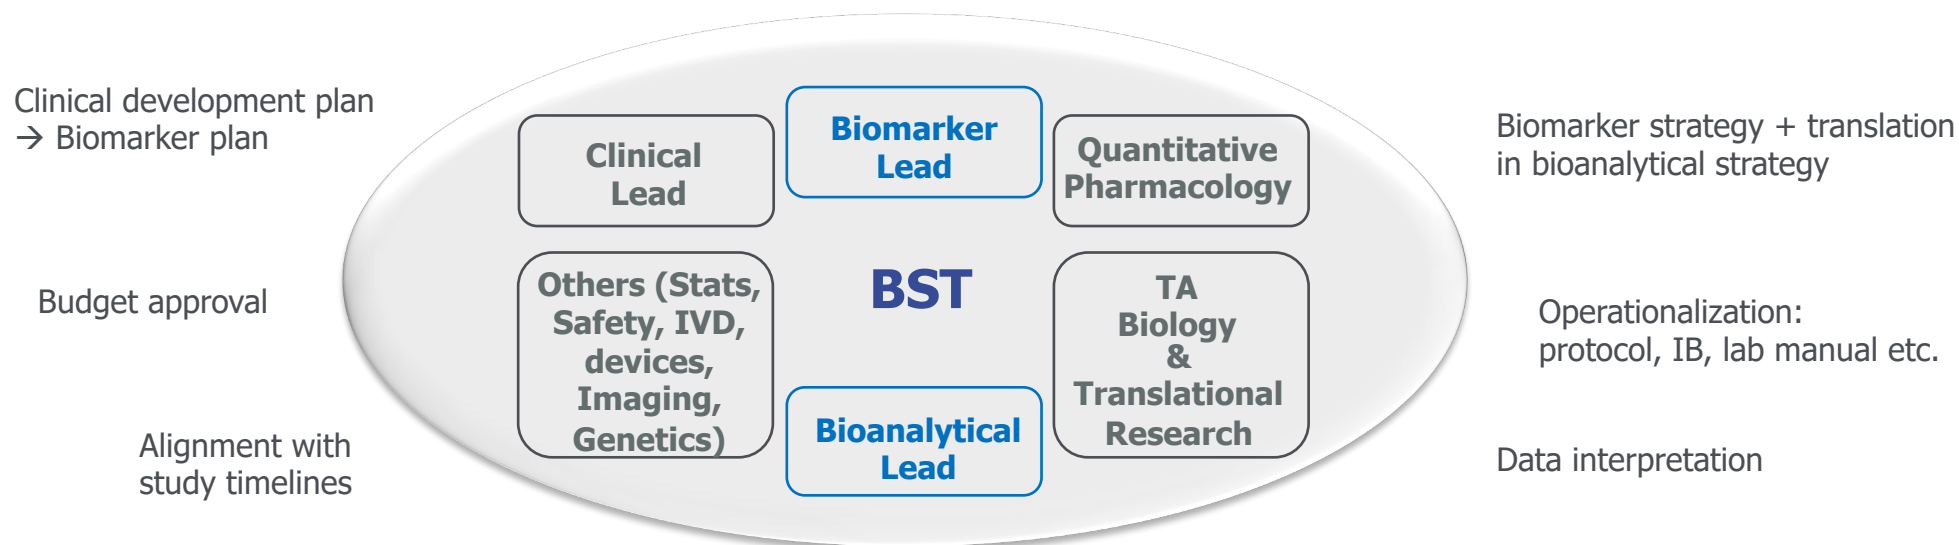 Clinical development plan
→ Biomarker plan
Budget approval
Alignment with
study timelines
Clinical
Lead
Biomarker
Lead
Quantitative
Pharmacology
Others (Stats,
Safety, IVD,
devices,
Imaging,
Genetics)
BST
TA
Biology
&
Translational
Research
Bioanalytical
Lead
Biomarker strategy + translation
in bioanalytical strategy
Operationalization:
protocol, IB, lab manual etc.
Data interpretation